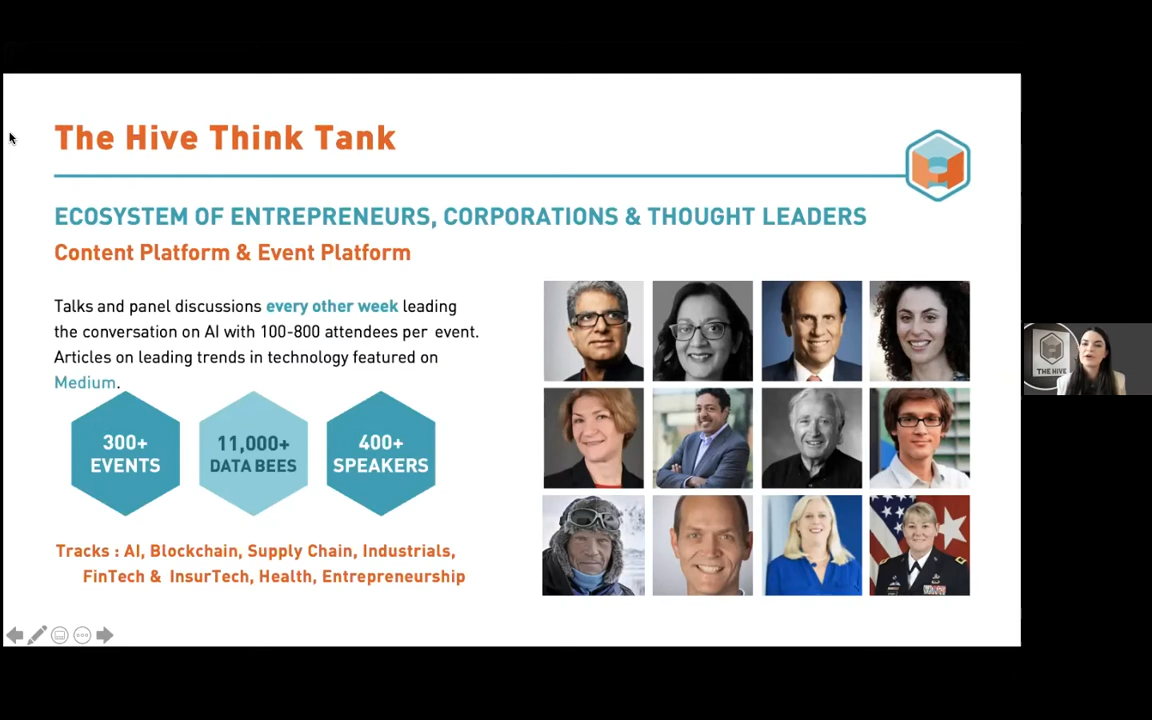 The Hive Think Tank
ECOSYSTEM OF ENTREPRENEURS, CORPORATIONS & THOUGHT LEADERS
Content Platform & Event Platform
Talks and panel discussions every other week leading
the conversation on AI with 100-800 attendees per event.
Articles on leading trends in technology featured on
Medium.
300+
EVENTS
11,000+
DATA BEES
400+
SPEAKERS
Tracks : AI, Blockchain, Supply Chain, Industrials,
FinTech & InsurTech, Health, Entrepreneurship
THE HIVE